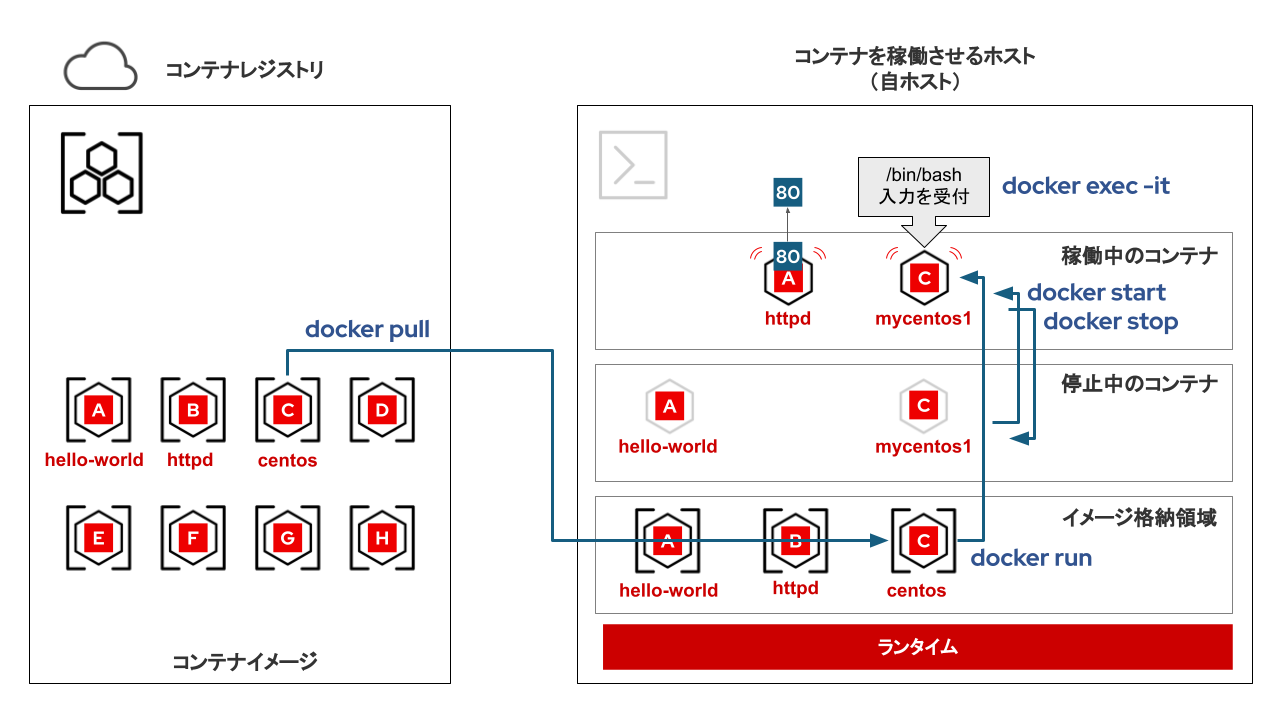 コンテナレジストリ
docker pull
A
B
C
D
hello-world
httpd
centos
E
F
G
H
コンテナイメージ
コンテナを稼働させるホスト
（自ホスト）
80
/bin/bash
入力を受付
docker exec -it
稼働中のコンテナ
80
A
C
httpd
mycentos1
docker start
docker stop
停止中のコンテナ
A
C
hello-world
mycentos1
イメージ格納領域
A
B
C
hello-world
httpd
centos
docker run
ランタイム